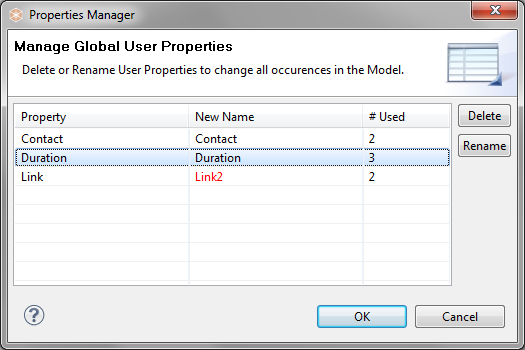 Properties Manager
Manage Global User Properties
Delete or Rename User Properties to change all occurences in the Model.
Property New Name # Used Delete
Contact Contact 2
Duration Duration 3 Rename
Link Link2 2
? OK Cancel